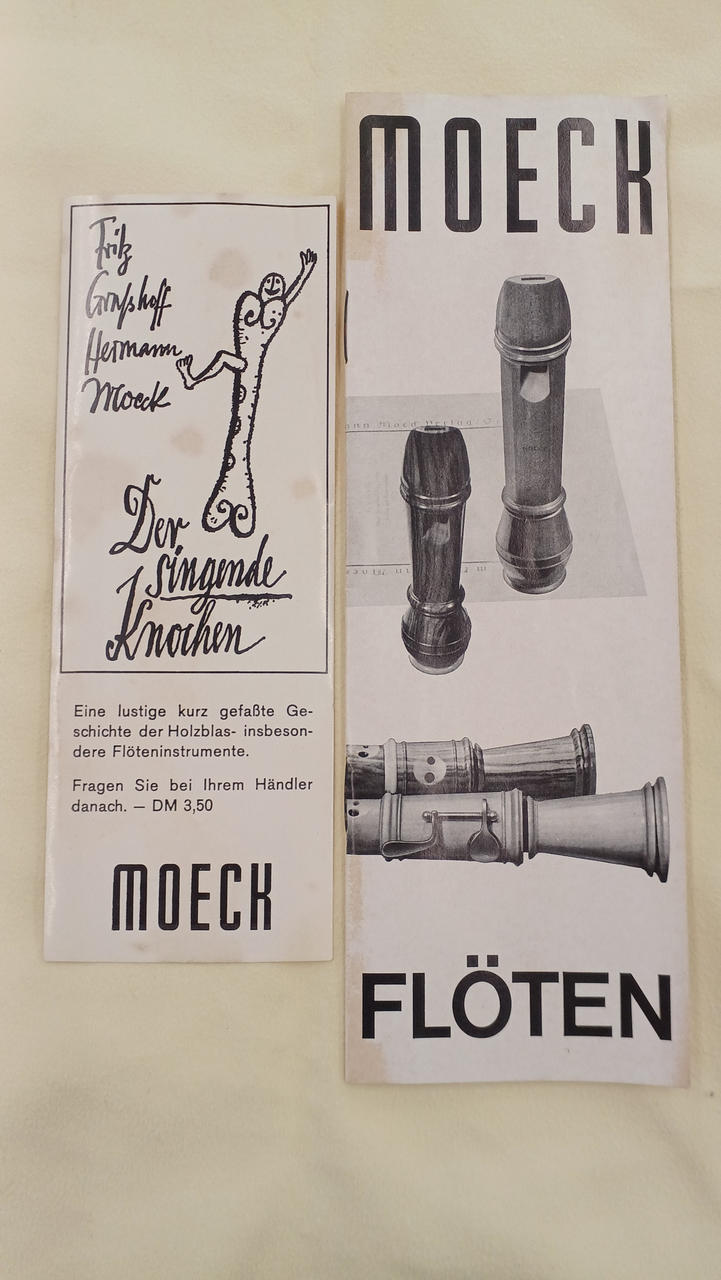 Fritz
Graßhoff
Hermann
Moeck
Der
singende
Knochen
Eine lustige kurz gefaßte Ge-
schichte der Holzblas- insbeson-
dere Flöteninstrumente.
Fragen Sie bei Ihrem Händler
danach. — DM 3,50
MOECK
MOECK
FLÖTEN